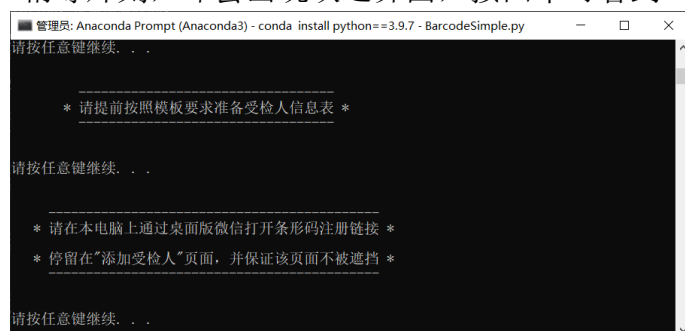 管理员: Anaconda Prompt (Anaconda3) - conda install python==3.9.7 - BarcodeSimple.py
请按任意键继续. . .
* 请提前按照模板要求准备受检人信息表 *
请按任意键继续. . .
* 请在本电脑上通过桌面版微信打开条形码注册链接 *
* 停留在"添加受检人"页面，并保证该页面不被遮挡 *
请按任意键继续. . .